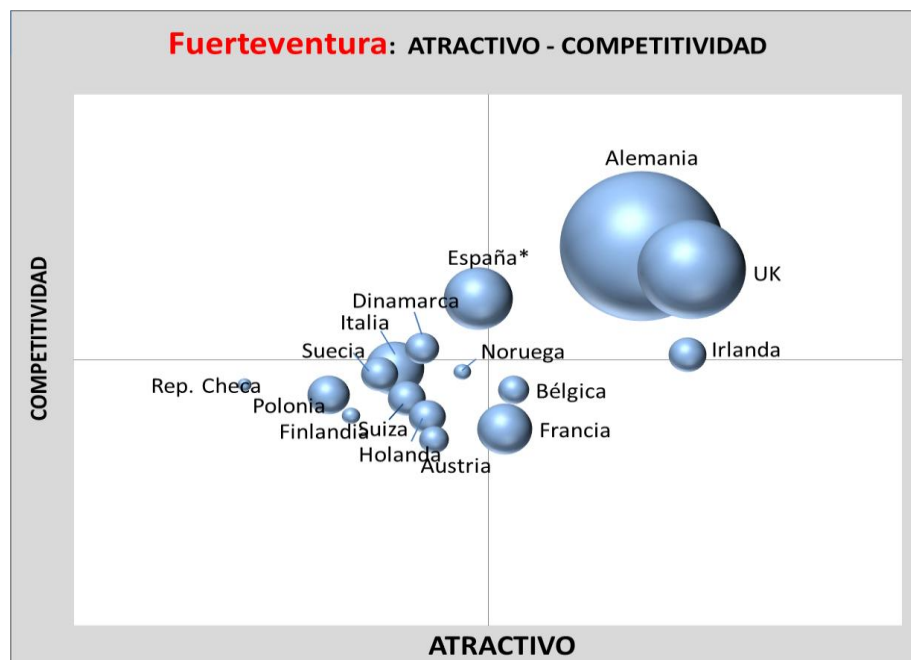 Fuerteventura: ATRACTIVO - COMPETITIVIDAD
Alemania
España*
UK
Dinamarca
Italia
Suecia
Noruega
Irlanda
Rep. Checa
Polonia
Bélgica
Finlandia
Suiza
Francia
Holanda
Austria
COMPETITIVIDAD
ATRACTIVO